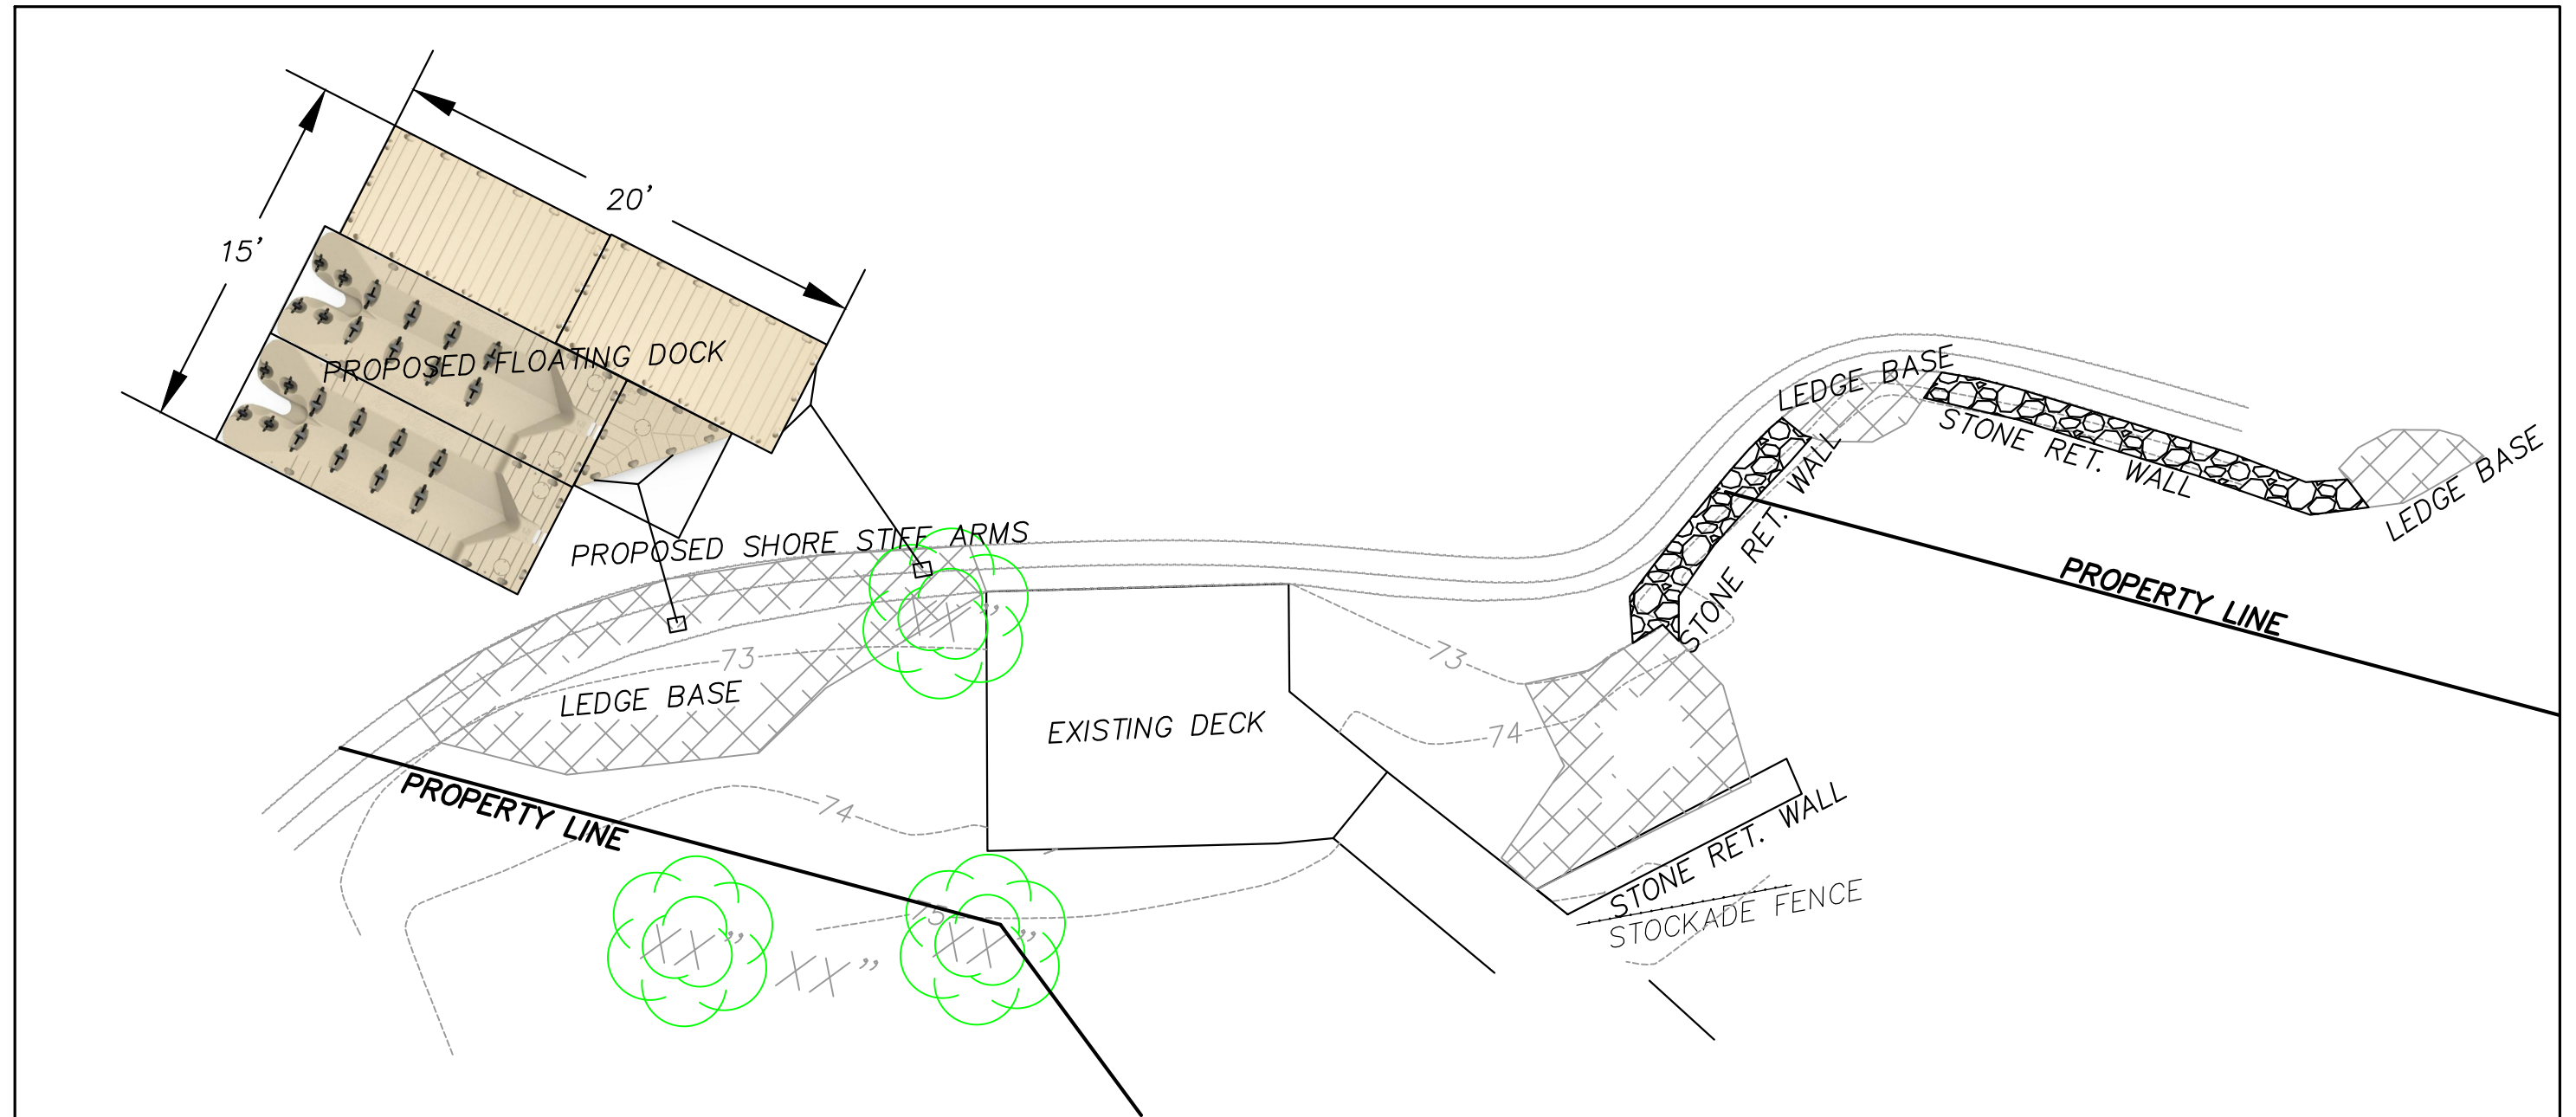 20'
15'
PROPOSED FLOATING DOCK
LEDGE BASE
STONE RET. WALL
LEDGE BASE
STONE RET. WALL
PROPOSED SHORE STIFF ARMS
PROPERTY LINE
XX"
73
73
LEDGE BASE
EXISTING DECK
74
PROPERTY LINE
74
STONE RET. WALL
STOCKADE FENCE
75
XX"
XX"
XX"